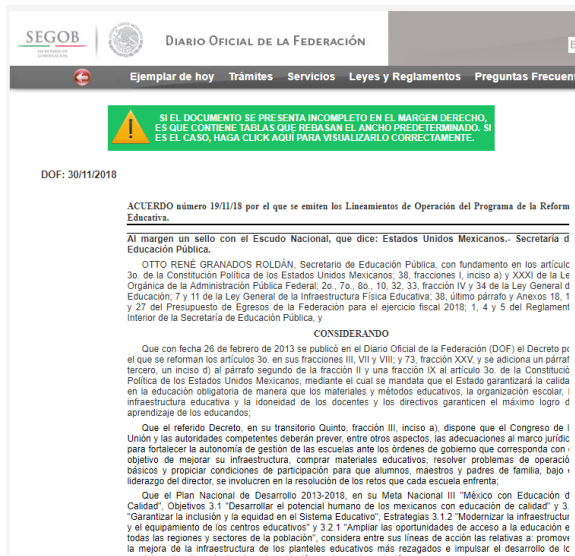 SEGOB
SECRETARÍA DE
GOBERNACIÓN
DIARIO OFICIAL DE LA FEDERACIÓN
Ejemplar de hoy Trámites Servicios Leyes y Reglamentos Preguntas Frecuent
SI EL DOCUMENTO SE PRESENTA INCOMPLETO EN EL MARGEN DERECHO,
ES QUE CONTIENE TABLAS QUE REBASAN EL ANCHO PREDETERMINADO. SI
ES EL CASO, HAGA CLICK AQUÍ PARA VISUALIZARLO CORRECTAMENTE.
DOF: 30/11/2018
ACUERDO número 19/11/18 por el que se emiten los Lineamientos de Operación del Programa de la Reform
Educativa.
Al margen un sello con el Escudo Nacional, que dice: Estados Unidos Mexicanos.- Secretaría d
Educación Pública.
OTTO RENÉ GRANADOS ROLDÁN, Secretario de Educación Pública, con fundamento en los artículo
3o. de la Constitución Política de los Estados Unidos Mexicanos; 38, fracciones I, inciso a) y XXXI de la Le
Orgánica de la Administración Pública Federal; 2o., 7o., 8o., 10, 32, 33, fracción IV y 34 de la Ley General d
Educación; 7 y 11 de la Ley General de la Infraestructura Física Educativa; 38, último párrafo y Anexos 18, 1
y 27 del Presupuesto de Egresos de la Federación para el ejercicio fiscal 2018; 1, 4 y 5 del Reglament
Interior de la Secretaría de Educación Pública, y
CONSIDERANDO
Que con fecha 26 de febrero de 2013 se publicó en el Diario Oficial de la Federación (DOF) el Decreto po
el que se reforman los artículos 3o. en sus fracciones III, VII y VIII; y 73, fracción XXV, y se adiciona un párraf
tercero, un inciso d) al párrafo segundo de la fracción II y una fracción IX al artículo 3o. de la Constitució
Política de los Estados Unidos Mexicanos, mediante el cual se mandata que el Estado garantizará la calida
en la educación obligatoria de manera que los materiales y métodos educativos, la organización escolar, l
infraestructura educativa y la idoneidad de los docentes y los directivos garanticen el máximo logro d
aprendizaje de los educandos;
Que el referido Decreto, en su transitorio Quinto, fracción III, inciso a), dispone que el Congreso de l
Unión y las autoridades competentes deberán prever, entre otros aspectos, las adecuaciones al marco jurídic
para fortalecer la autonomía de gestión de las escuelas ante los órdenes de gobierno que corresponda con
objetivo de mejorar su infraestructura, comprar materiales educativos, resolver problemas de operació
básicos y propiciar condiciones de participación para que alumnos, maestros y padres de familia, bajo
liderazgo del director, se involucren en la resolución de los retos que cada escuela enfrenta;
Que el Plan Nacional de Desarrollo 2013-2018, en su Meta Nacional III "México con Educación d
Calidad", Objetivos 3.1 "Desarrollar el potencial humano de los mexicanos con educación de calidad" y 3.
"Garantizar la inclusión y la equidad en el Sistema Educativo", Estrategias 3.1.2 "Modernizar la infraestructur
y el equipamiento de los centros educativos" y 3.2.1 "Ampliar las oportunidades de acceso a la educación e
todas las regiones y sectores de la población", considera entre sus líneas de acción las relativas a: promove
la mejora de la infraestructura de los planteles educativos más rezagados e impulsar el desarrollo de lo